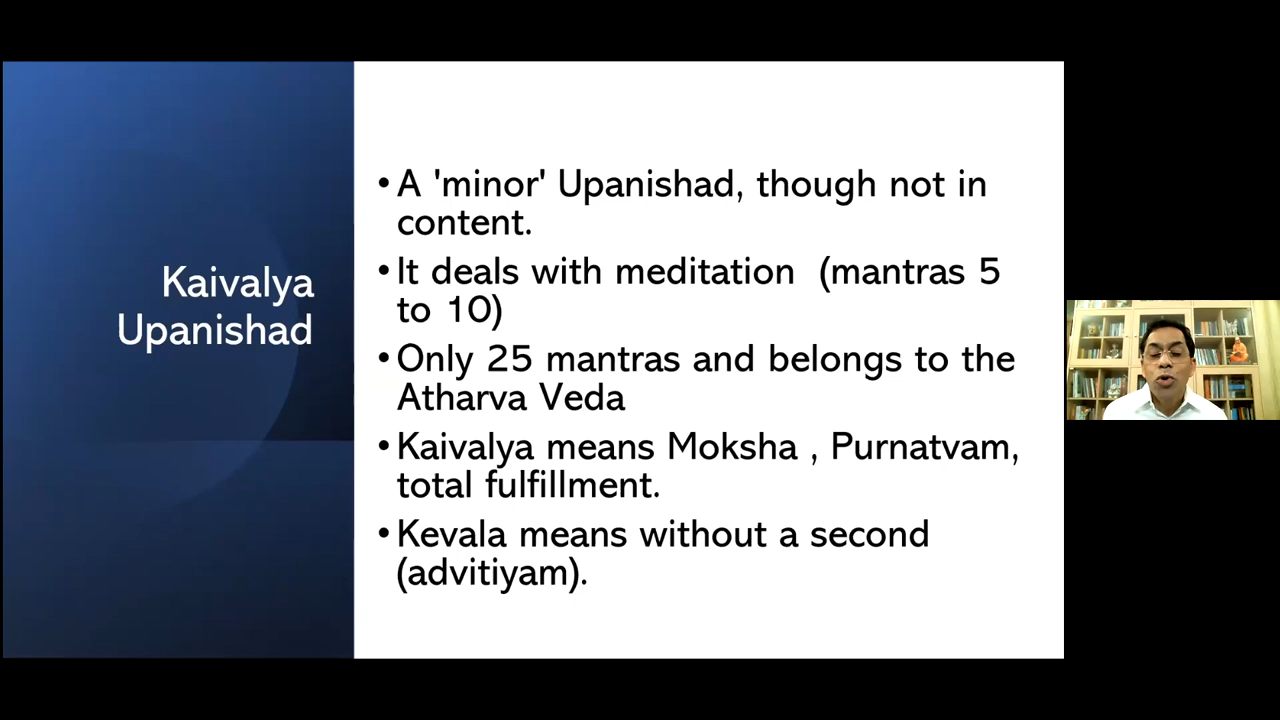 Kaivalya
Upanishad
•A 'minor' Upanishad, though not in
content.
•It deals with meditation  (mantras 5
to 10)
•Only 25 mantras and belongs to the
Atharva Veda
•Kaivalya means Moksha , Purnatvam,
total fulfillment.
•Kevala means without a second
(advitiyam).